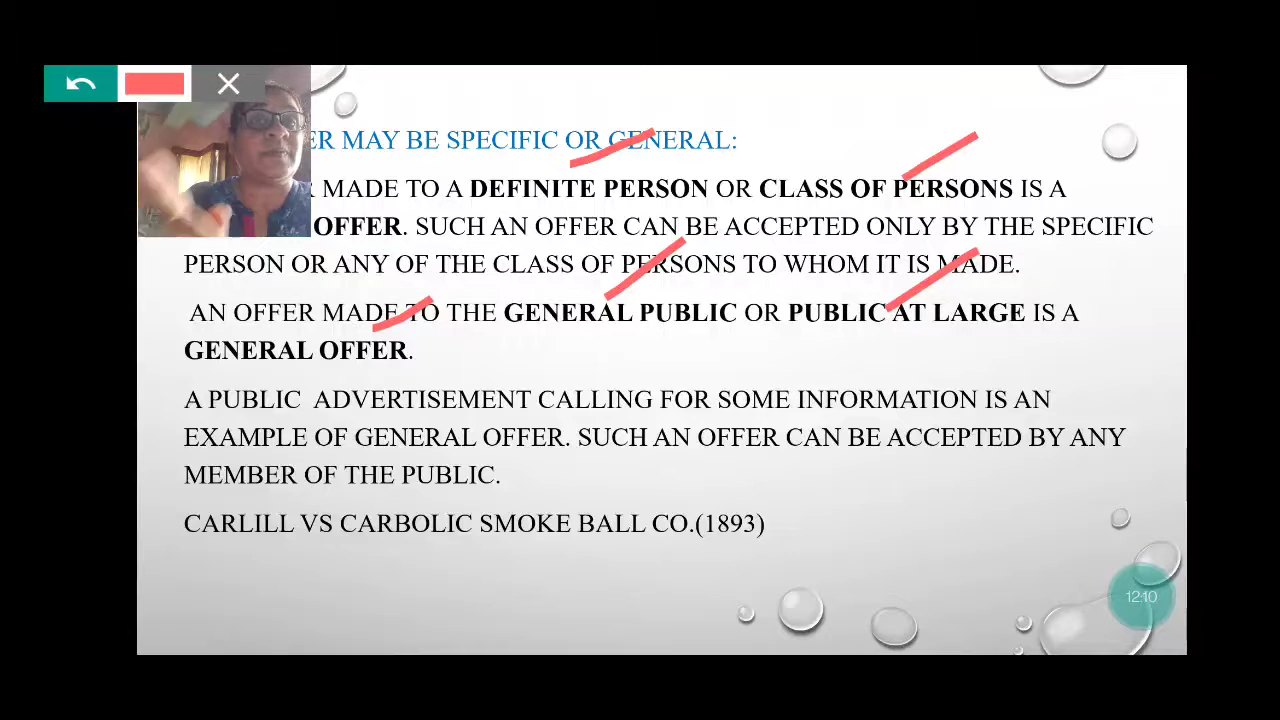 ER MAY BE SPECIFIC OR GENERAL:
R MADE TO A DEFINITE PERSON OR CLASS OF PERSONS IS A
OFFER. SUCH AN OFFER CAN BE ACCEPTED ONLY BY THE SPECIFIC
PERSON OR ANY OF THE CLASS OF PERSONS TO WHOM IT IS MADE.
AN OFFER MADE TO THE GENERAL PUBLIC OR PUBLIC AT LARGE IS A
GENERAL OFFER.
A PUBLIC ADVERTISEMENT CALLING FOR SOME INFORMATION IS AN
EXAMPLE OF GENERAL OFFER. SUCH AN OFFER CAN BE ACCEPTED BY ANY
MEMBER OF THE PUBLIC.
CARLILL VS CARBOLIC SMOKE BALL CO.(1893)
12:10